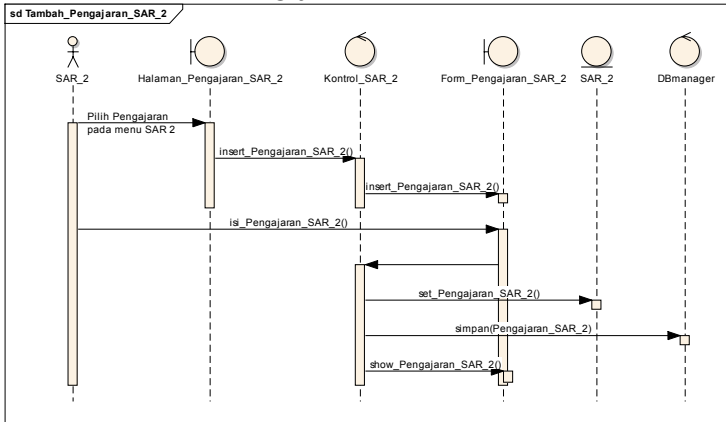 sd Tambah_Pengajaran_SAR_2
SAR_2
Halaman_Pengajaran_SAR_2
Kontrol_SAR_2
Form_Pengajaran_SAR_2
SAR_2
DBmanager
Pilih Pengajaran
pada menu SAR 2
insert_Pengajaran_SAR_2()
insert_Pengajaran_SAR_2()
isi_Pengajaran_SAR_2()
set_Pengajaran_SAR_2()
simpan(Pengajaran_SAR_2)
show_Pengajaran_SAR_2()